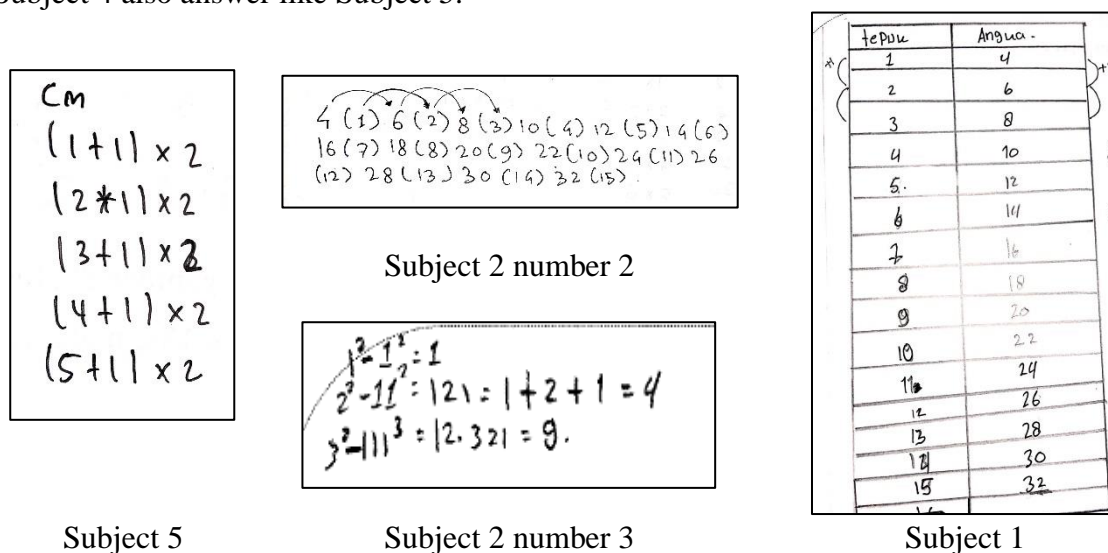 Subject 4 also answer like Subject 5.
Cm
(1+1) × 2
(2*1) × 2
(3+1) × 2
(4+1) × 2
(5+1) × 2
Subject 5
4 (1) 6 (2) 8 (3) 10 (4) 12 (5) 14 (6)
16 (7) 18 (8) 20 (9) 22 (10) 24 (11) 26
(12) 28 (13) 30 (14) 32 (15).
Subject 2 number 2
1² - 1² = 1
2² - 11² = 121 = 1 + 2 + 1 = 4
3² - 111³ = 12.321 = 9.
Subject 2 number 3
tepuk Angua.
1 4
2 6
3 8
4 10
5. 12
6 14
7 16
8 18
9 20
10 22
11 24
12 26
13 28
14 30
15 32
Subject 1